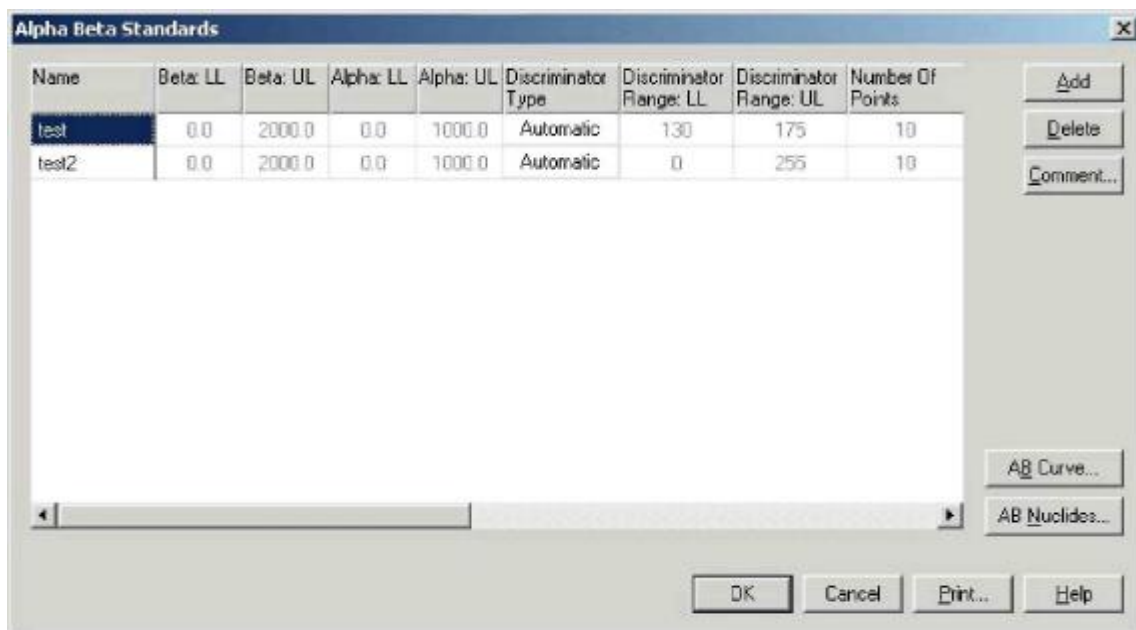 Alpha Beta Standards
Name Beta: LL Beta: UL Alpha: LL Alpha: UL Discriminator Type Discriminator Range: LL Discriminator Range: UL Number Of Points
test 0.0 2000.0 0.0 1000.0 Automatic 130 175 10
test2 0.0 2000.0 0.0 1000.0 Automatic 0 255 10
Add
Delete
Comment...
AB Curve...
AB Nuclides...
OK Cancel Print... Help